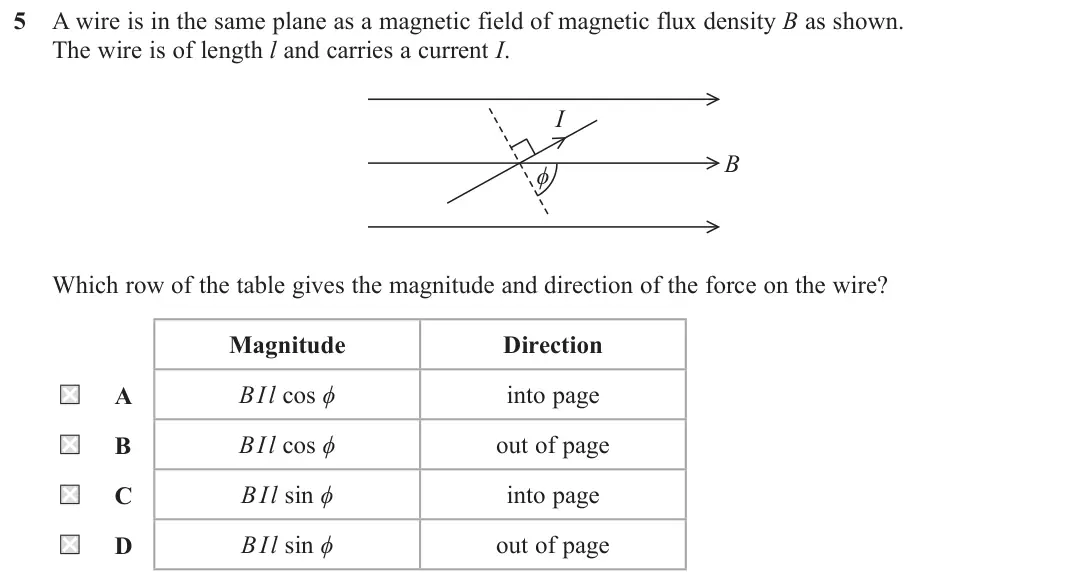 5 A wire is in the same plane as a magnetic field of magnetic flux density B as shown.
The wire is of length l and carries a current I.
I
B
ϕ
Which row of the table gives the magnitude and direction of the force on the wire?
Magnitude Direction
A BIl cos ϕ into page
B BIl cos ϕ out of page
C BIl sin ϕ into page
D BIl sin ϕ out of page